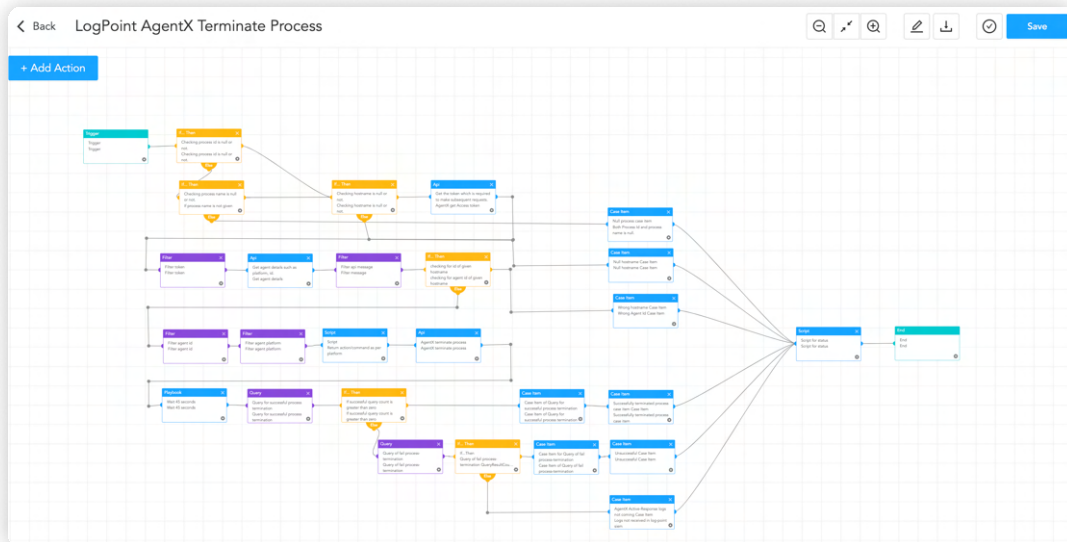 Back
LogPoint AgentX Terminate Process
Save
+ Add Action
Trigger
Trigger
Trigger
If... Then
Checking process id is null or
not.
Checking process id is null or
not.
Else
If... Then
Checking process name is null
or not
If process name is not given
Else
If... Then
Checking hostname is null or
not.
Checking hostname is null or
not.
Else
Api
Get the token which is required
to make subsequent requests
AgentX get Access token
Case Item
Null process case item
Both Process id and process
name is null
Filter
Filter token
Filter token
Api
Get agent details such as
platform, id
Get agent details
Filter
Filter api message
Filter message
If... Then
checking for id of given
hostname
checking for agent id of given
hostname
Else
Case Item
Null hostname Case Item
Null hostname Case Item
Case Item
Wrong hostname Case Item
Wrong Agent Id Case Item
Filter
Filter agent id
Filter agent id
Filter
Filter agent platform
Filter agent platform
Script
Script
Return action/command as per
platform
Api
AgentX terminate process
AgentX terminate process
Script
Script for status
Script for status
End
End
End
Playbook
Wait 45 seconds
Wait 45 seconds
Query
Query for successful process
termination
Query for successful process
termination
If... Then
If successful query count is
greater than zero
If successful query count is
greater than zero
Else
Case Item
Case Item of Query for
successful process termination
Case Item of Query for
successful process termination
Case Item
Successfully terminated process
case item Case Item
Successfully terminated process
case item
Query
Query of fail process
termination
Query of fail process
termination
If... Then
If... Then
Query of fail process
termination QueryResultCou...
Else
Case Item
Case Item for Query of fail
process termination
Case Item of Query of fail
process termination
Case Item
Unsuccessful Case Item
Unsuccessful Case Item
Case Item
AgentX Active Response logs
not coming Case Item
Logs not received in logpoint
siem